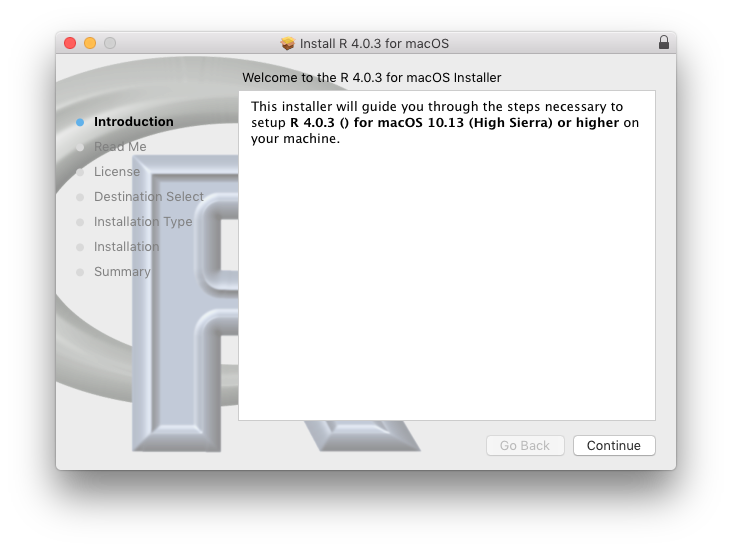 Install R 4.0.3 for macOS
Welcome to the R 4.0.3 for macOS Installer
Introduction
Read Me
License
Destination Select
Installation Type
Installation
Summary
This installer will guide you through the steps necessary to
setup R 4.0.3 () for macOS 10.13 (High Sierra) or higher on
your machine.
R
Go Back
Continue